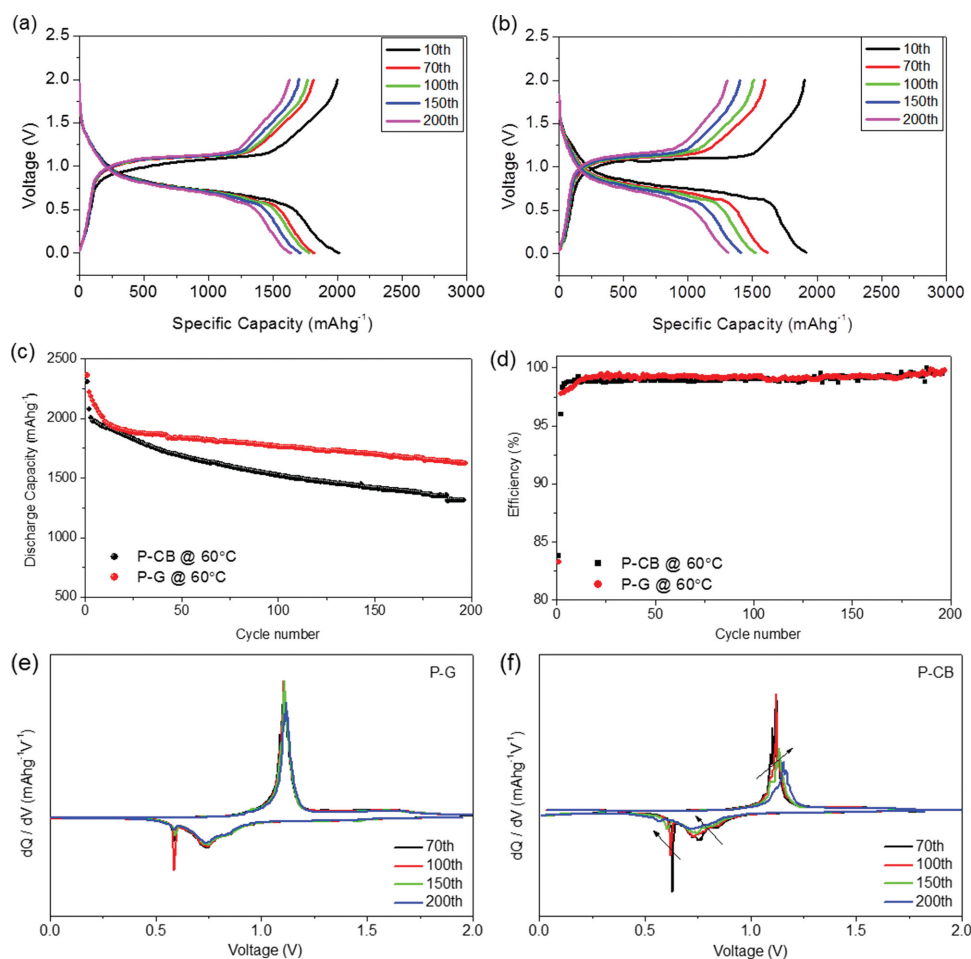 (a)
2.5
2.0
1.5
1.0
0.5
0.0
Voltage (V)
10th
70th
100th
150th
200th
0 500 1000 1500 2000 2500 3000
Specific Capacity (mAhg⁻¹)
(b)
2.5
2.0
1.5
1.0
0.5
0.0
Voltage (V)
10th
70th
100th
150th
200th
0 500 1000 1500 2000 2500 3000
Specific Capacity (mAhg⁻¹)
(c)
2500
2000
1500
1000
500
Discharge Capacity (mAhg⁻¹)
P-CB @ 60°C
P-G @ 60°C
0 50 100 150 200
Cycle number
(d)
100
95
90
85
80
Efficiency (%)
P-CB @ 60°C
P-G @ 60°C
0 50 100 150 200
Cycle number
(e)
P-G
dQ / dV (mAhg⁻¹V⁻¹)
70th
100th
150th
200th
0.0 0.5 1.0 1.5 2.0
Voltage (V)
(f)
P-CB
dQ / dV (mAhg⁻¹V⁻¹)
70th
100th
150th
200th
0.0 0.5 1.0 1.5 2.0
Voltage (V)